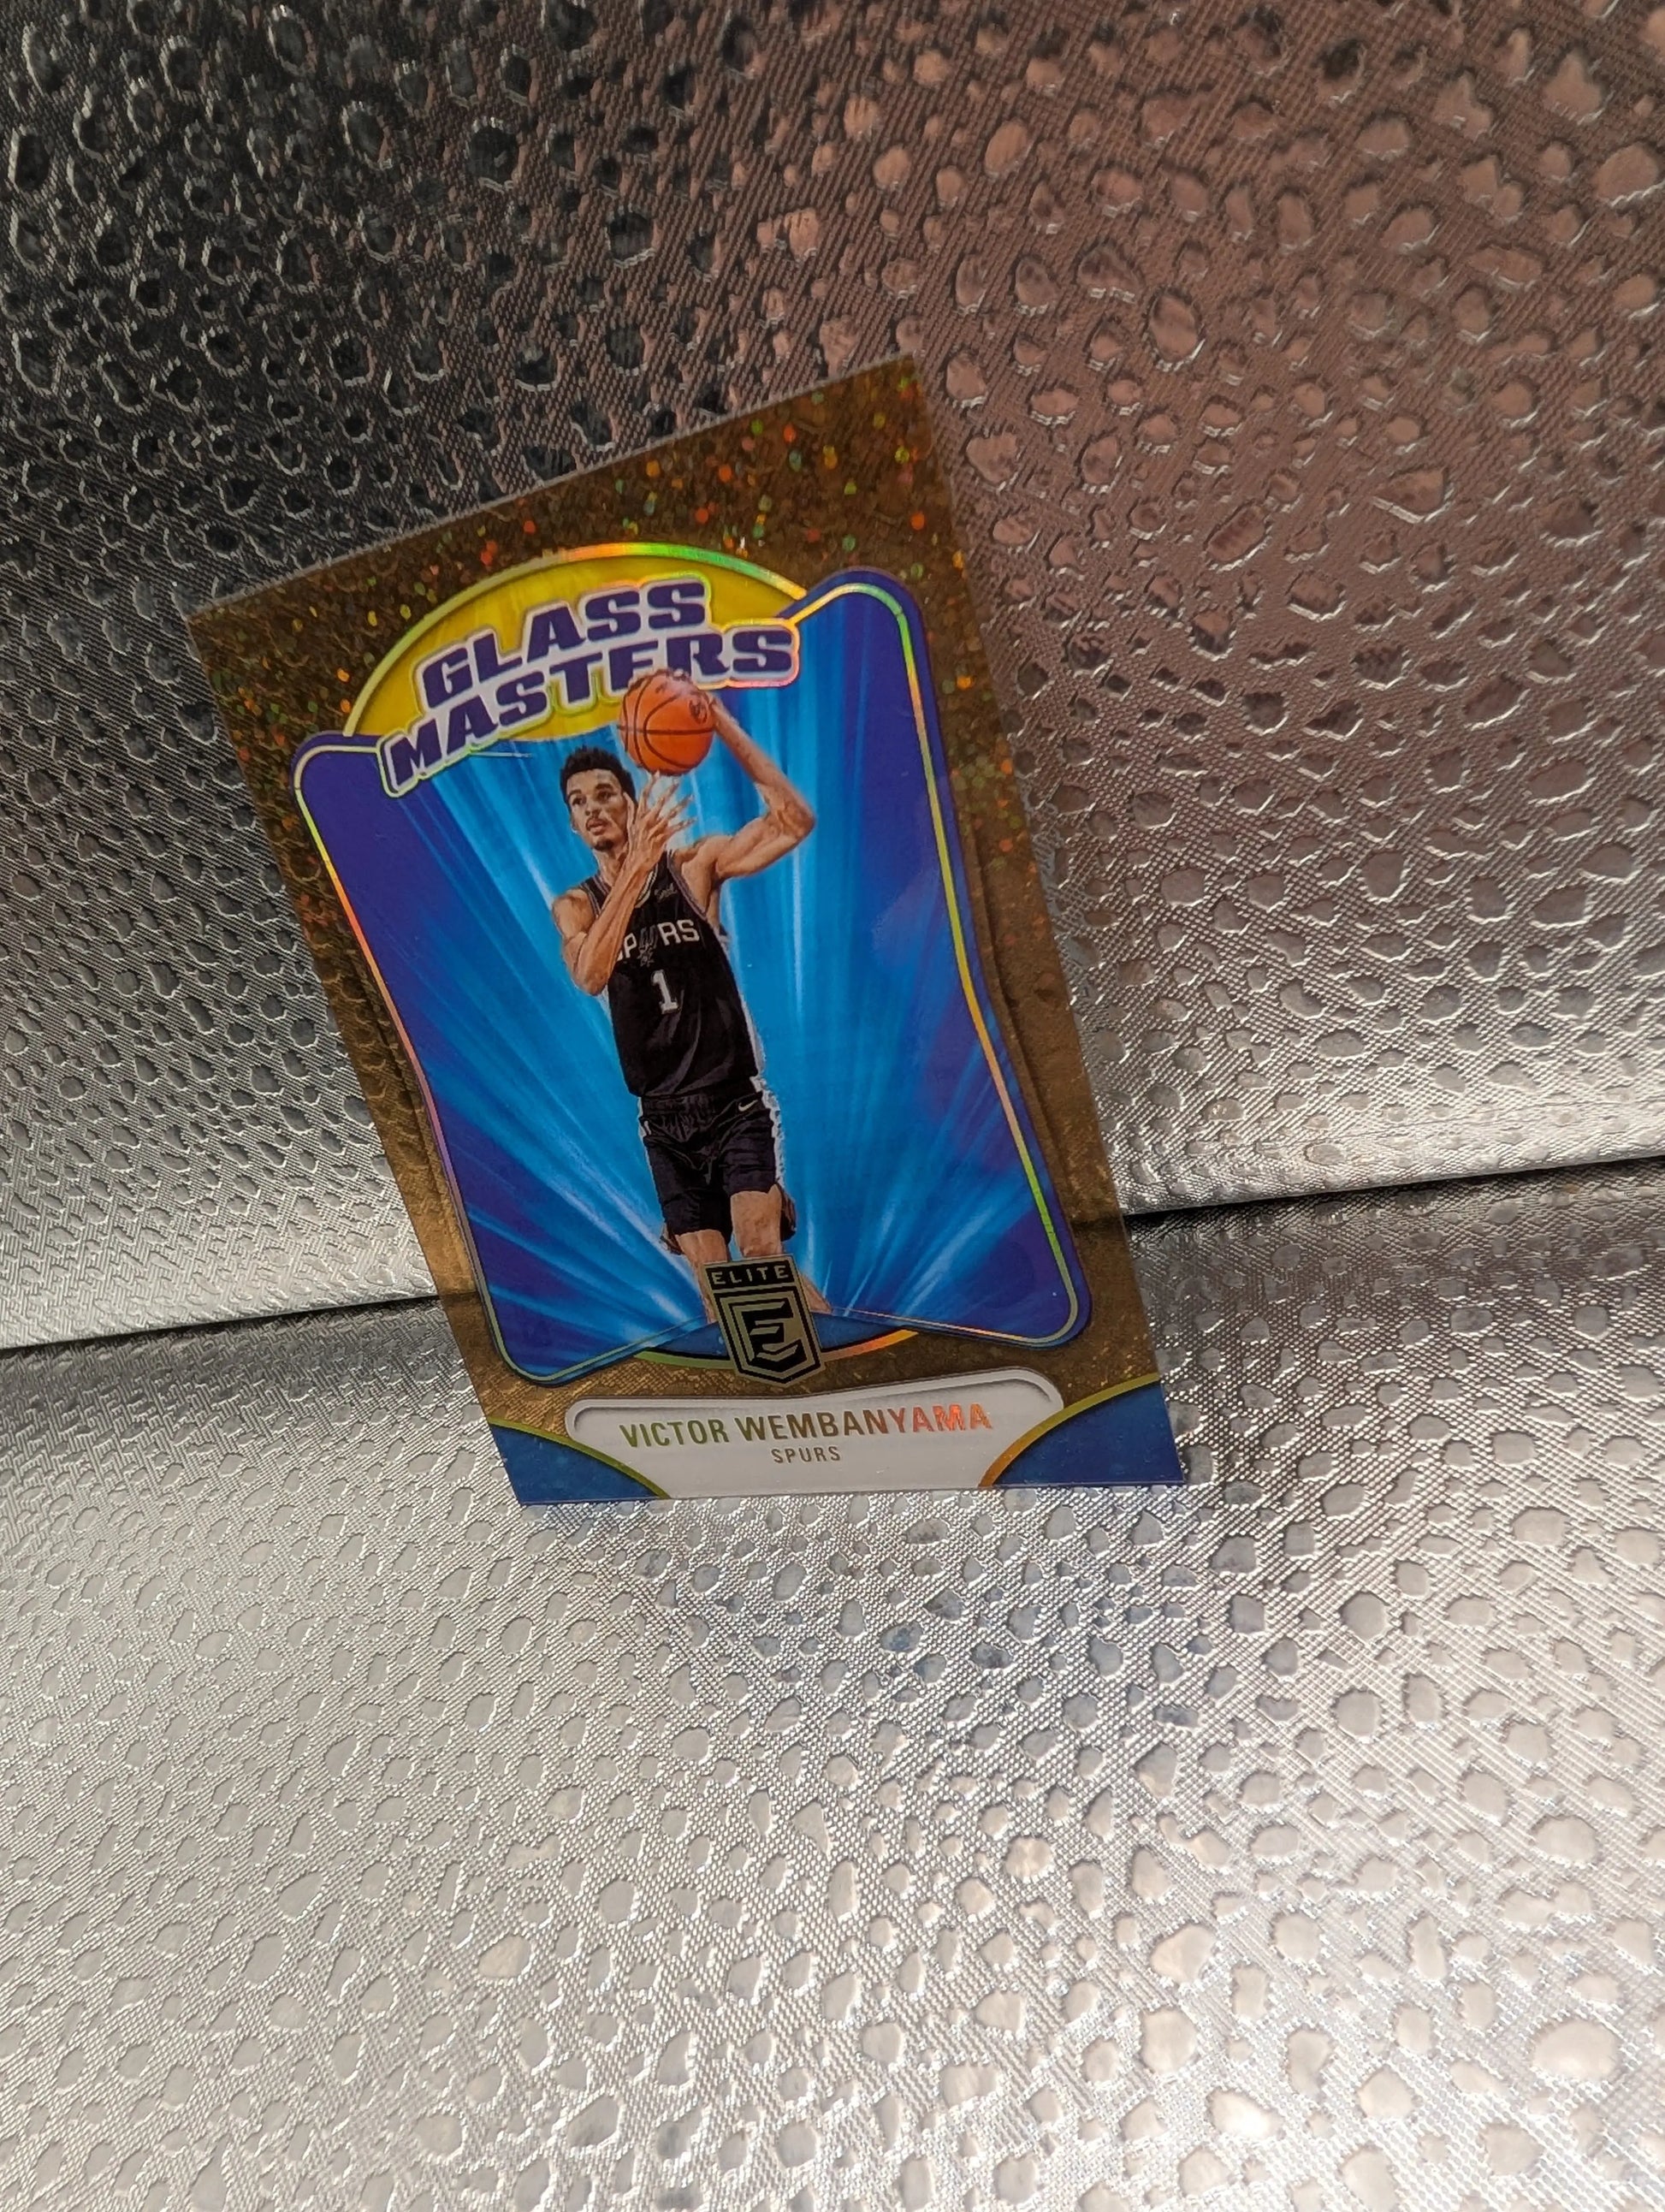 GLASS
MASTERS
SPURS
1
ELITE
E
VICTOR WEMBANYAMA
SPURS